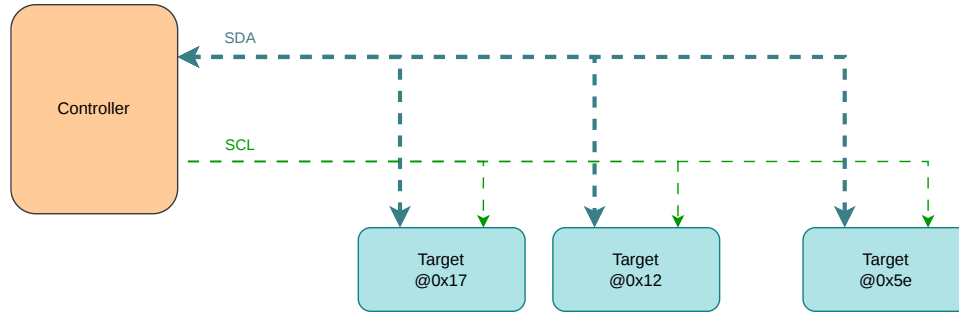 SDA
Controller
SCL
Target
@0x17
Target
@0x12
Target
@0x5e